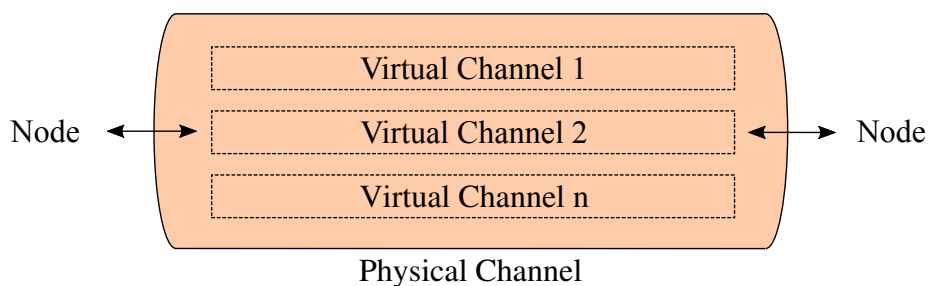 Virtual Channel 1
Node
Virtual Channel 2
Node
Virtual Channel n
Physical Channel